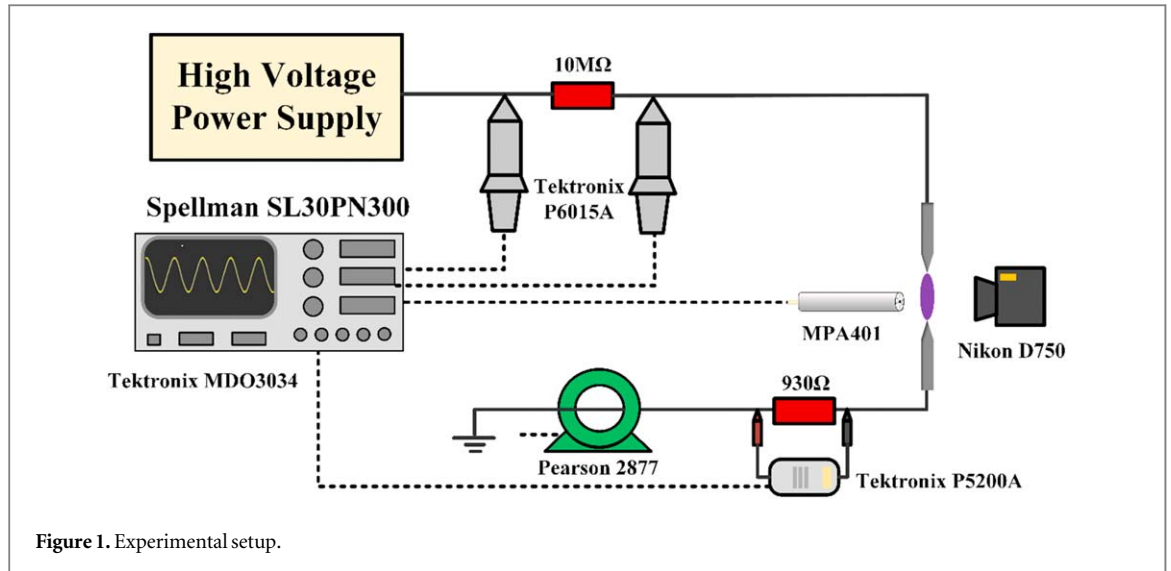 High Voltage
Power Supply
10MΩ
Tektronix
P6015A
Spellman SL30PN300
MPA401
Nikon D750
Tektronix MDO3034
930Ω
Pearson 2877
Tektronix P5200A
Figure 1. Experimental setup.